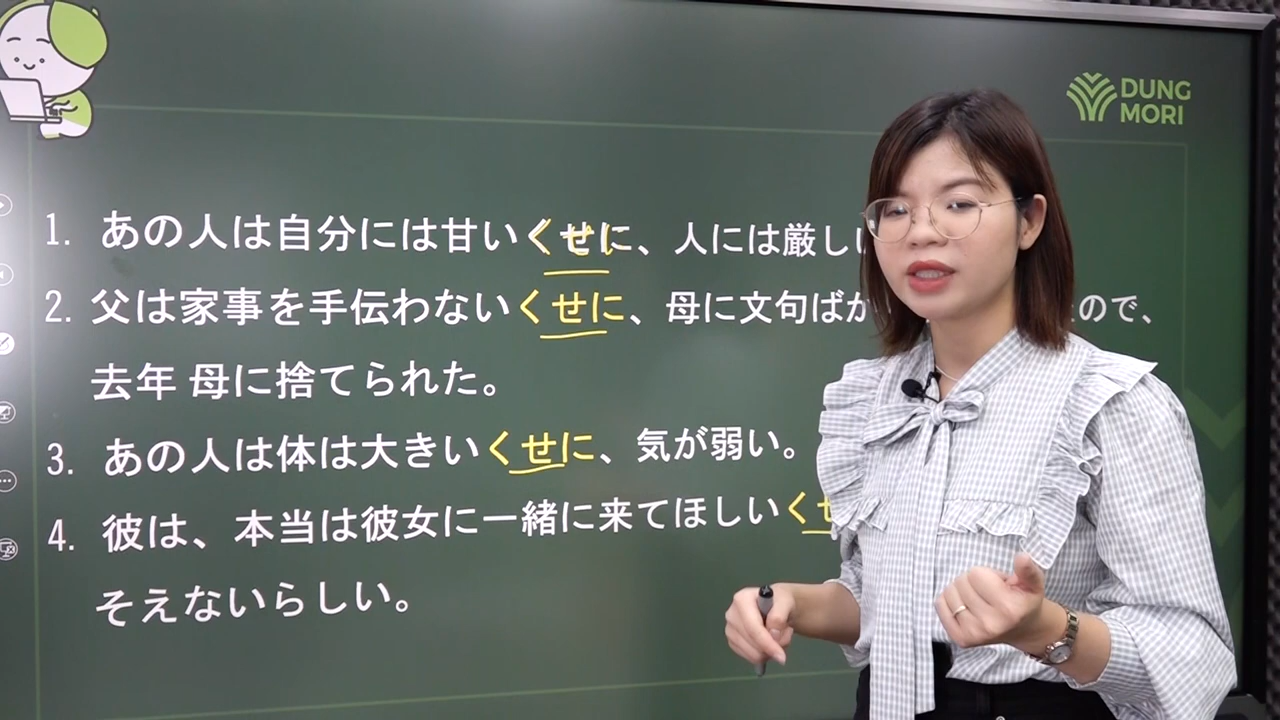 DUNG
MORI
1. あの人は自分には甘いくせに、人には厳し
2. 父は家事を手伝わないくせに、母に文句ばか
ので、
去年 母に捨てられた。
3. あの人は体は大きいくせに、気が弱い。
4. 彼は、本当は彼女に一緒に来てほしいく
そえないらしい。